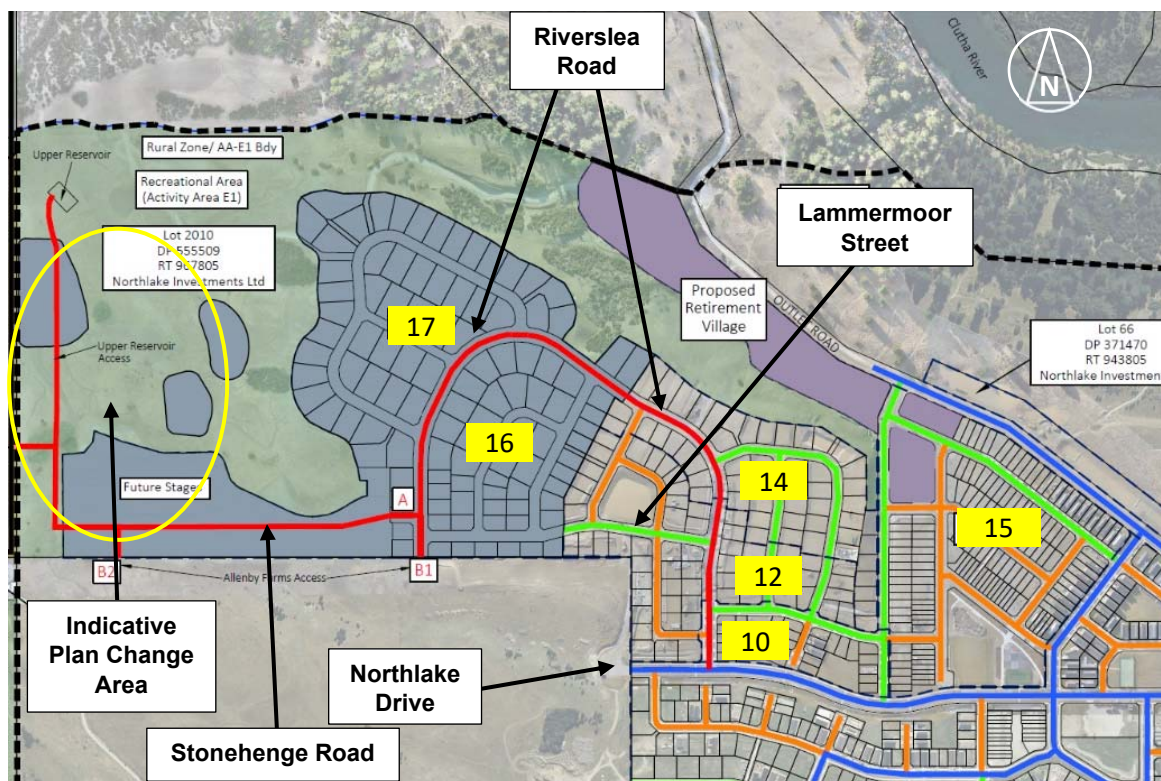 Riverslea
Road
Clutha River
N
Rural Zone/ AA-E1 Bdy
Upper Reservoir
Recreational Area
(Activity Area E1)
Lammermoor
Street
Lot 2010
DP 555509
RT 967805
Northlake Investments Ltd
Proposed
Retirement
Village
OUTLET ROAD
17
Lot 66
DP 371470
RT 943805
Northlake Investmen
Upper Reservoir
Access
16
14
Future Stages
A
15
12
B2
Allenby Farms Access
B1
10
Indicative
Plan Change
Area
Northlake
Drive
Stonehenge Road